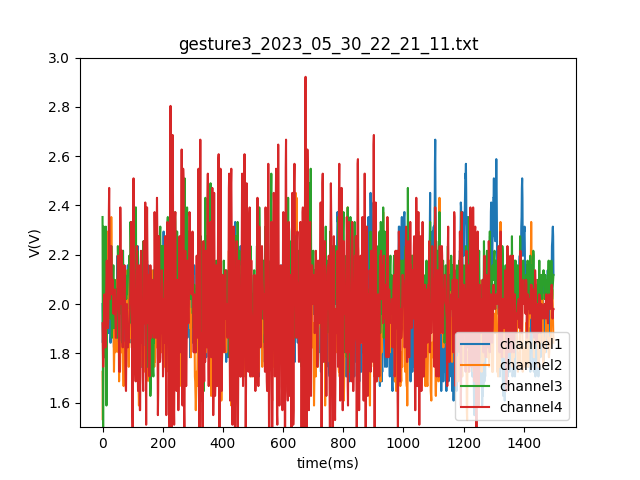 gesture3_2023_05_30_22_21_11.txt
V(V)
3.0
2.8
2.6
2.4
2.2
2.0
1.8
1.6
channel1
channel2
channel3
channel4
0 200 400 600 800 1000 1200 1400
time(ms)